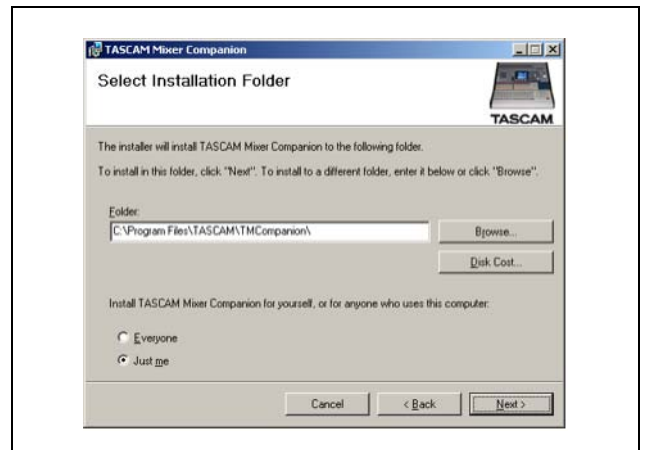 TASCAM Mixer Companion
Select Installation Folder
TASCAM
The installer will install TASCAM Mixer Companion to the following folder.
To install in this folder, click "Next". To install to a different folder, enter it below or click "Browse".
Folder:
C:\Program Files\TASCAM\TMCompanion\
Browse...
Disk Cost...
Install TASCAM Mixer Companion for yourself, or for anyone who uses this computer:
Everyone
Just me
Cancel
< Back
Next >